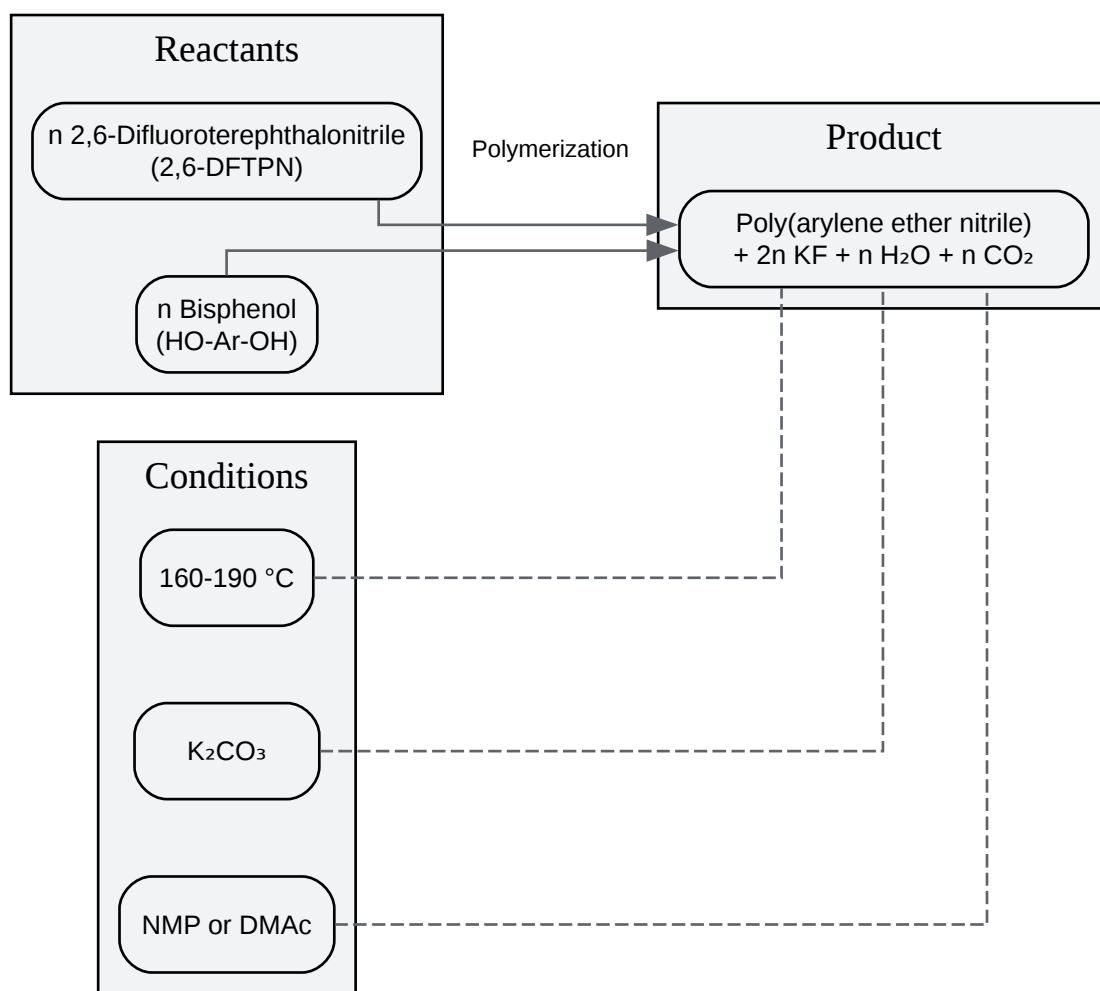 Reactants
n 2,6-Difluoroterephthalonitrile
(2,6-DFTPN)
n Bisphenol
(HO-Ar-OH)
Polymerization
Product
Poly(arylene ether nitrile)
+ 2n KF + n H₂O + n CO₂
Conditions
160-190 °C
K₂CO₃
NMP or DMAc